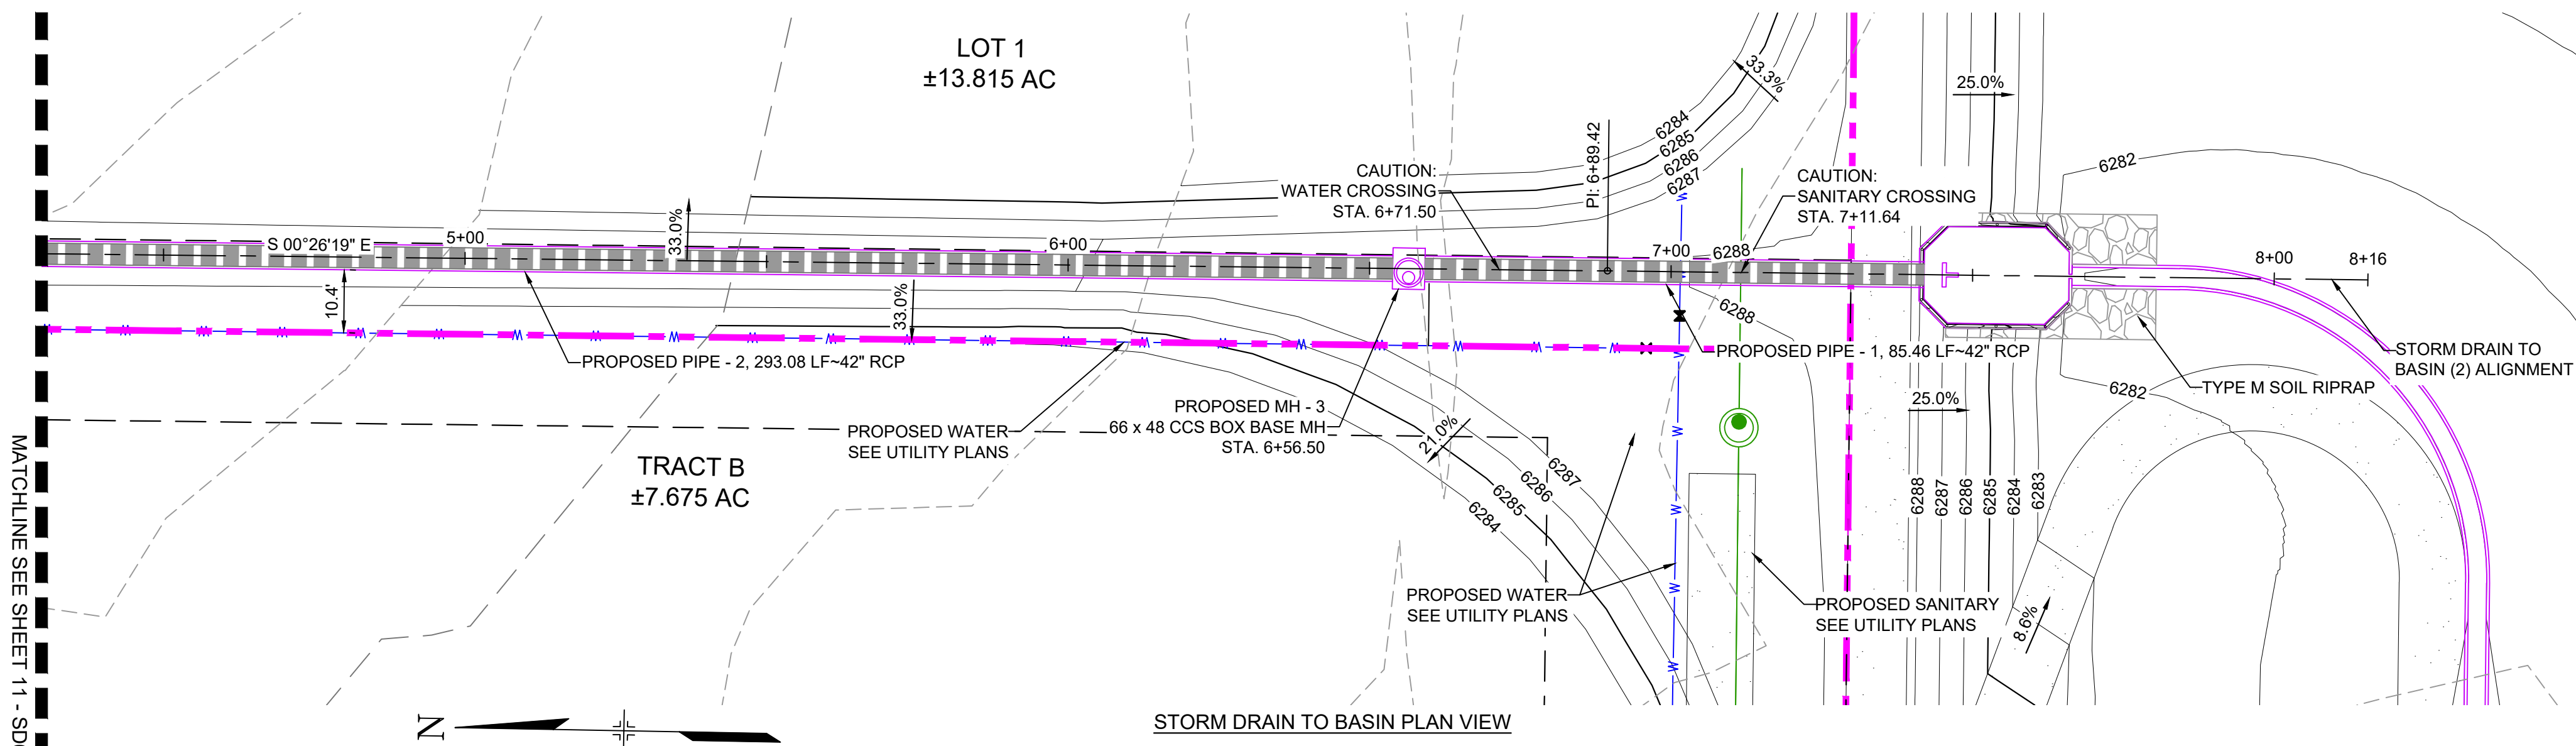 LOT 1
±13.815 AC
33.3%
25.0%
6284
6285
6286
6287
PI: 6+89.42
CAUTION:
WATER CROSSING
STA. 6+71.50
CAUTION:
SANITARY CROSSING
STA. 7+11.64
6282
33.0%
S 00°26'19" E
5+00
6+00
7+00
6288
8+00
8+16
10.4'
33.0%
6288
W
PROPOSED PIPE - 2, 293.08 LF~42" RCP
PROPOSED PIPE - 1, 85.46 LF~42" RCP
STORM DRAIN TO
BASIN (2) ALIGNMENT
TYPE M SOIL RIPRAP
6282
25.0%
PROPOSED MH - 3
66 x 48 CCS BOX BASE MH
STA. 6+56.50
PROPOSED WATER
SEE UTILITY PLANS
21.0%
TRACT B
±7.675 AC
6287
6286
6285
6284
6288
6287
6286
6285
6284
6283
W
W
W
W
PROPOSED WATER
SEE UTILITY PLANS
PROPOSED SANITARY
SEE UTILITY PLANS
8.6%
MATCHLINE SEE SHEET 11 - SD
N
STORM DRAIN TO BASIN PLAN VIEW